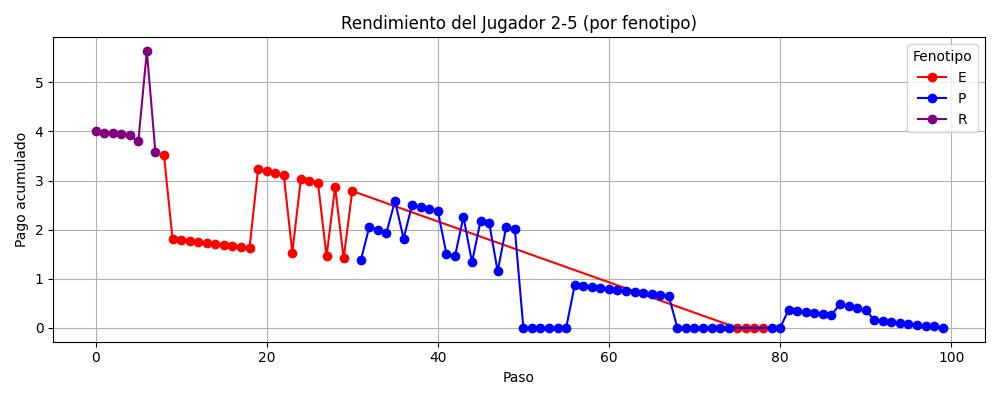 Rendimiento del Jugador 2-5 (por fenotipo)
Pago acumulado
5
4
3
2
1
0
Fenotipo
E
P
R
0 20 40 60 80 100
Paso